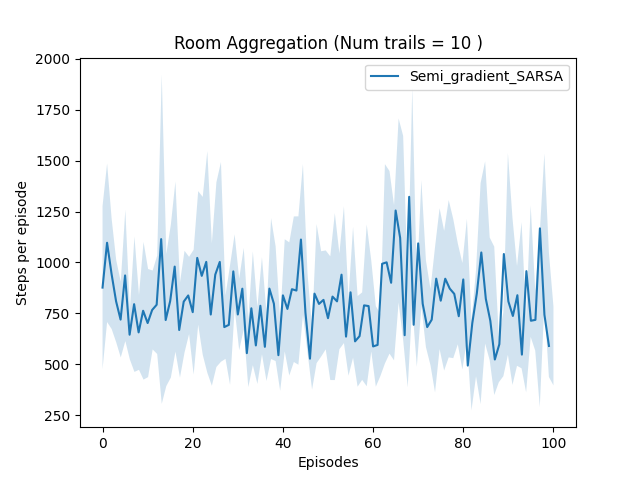 Room Aggregation (Num trails = 10 )
Semi_gradient_SARSA
Steps per episode
2000
1750
1500
1250
1000
750
500
250
0 20 40 60 80 100
Episodes